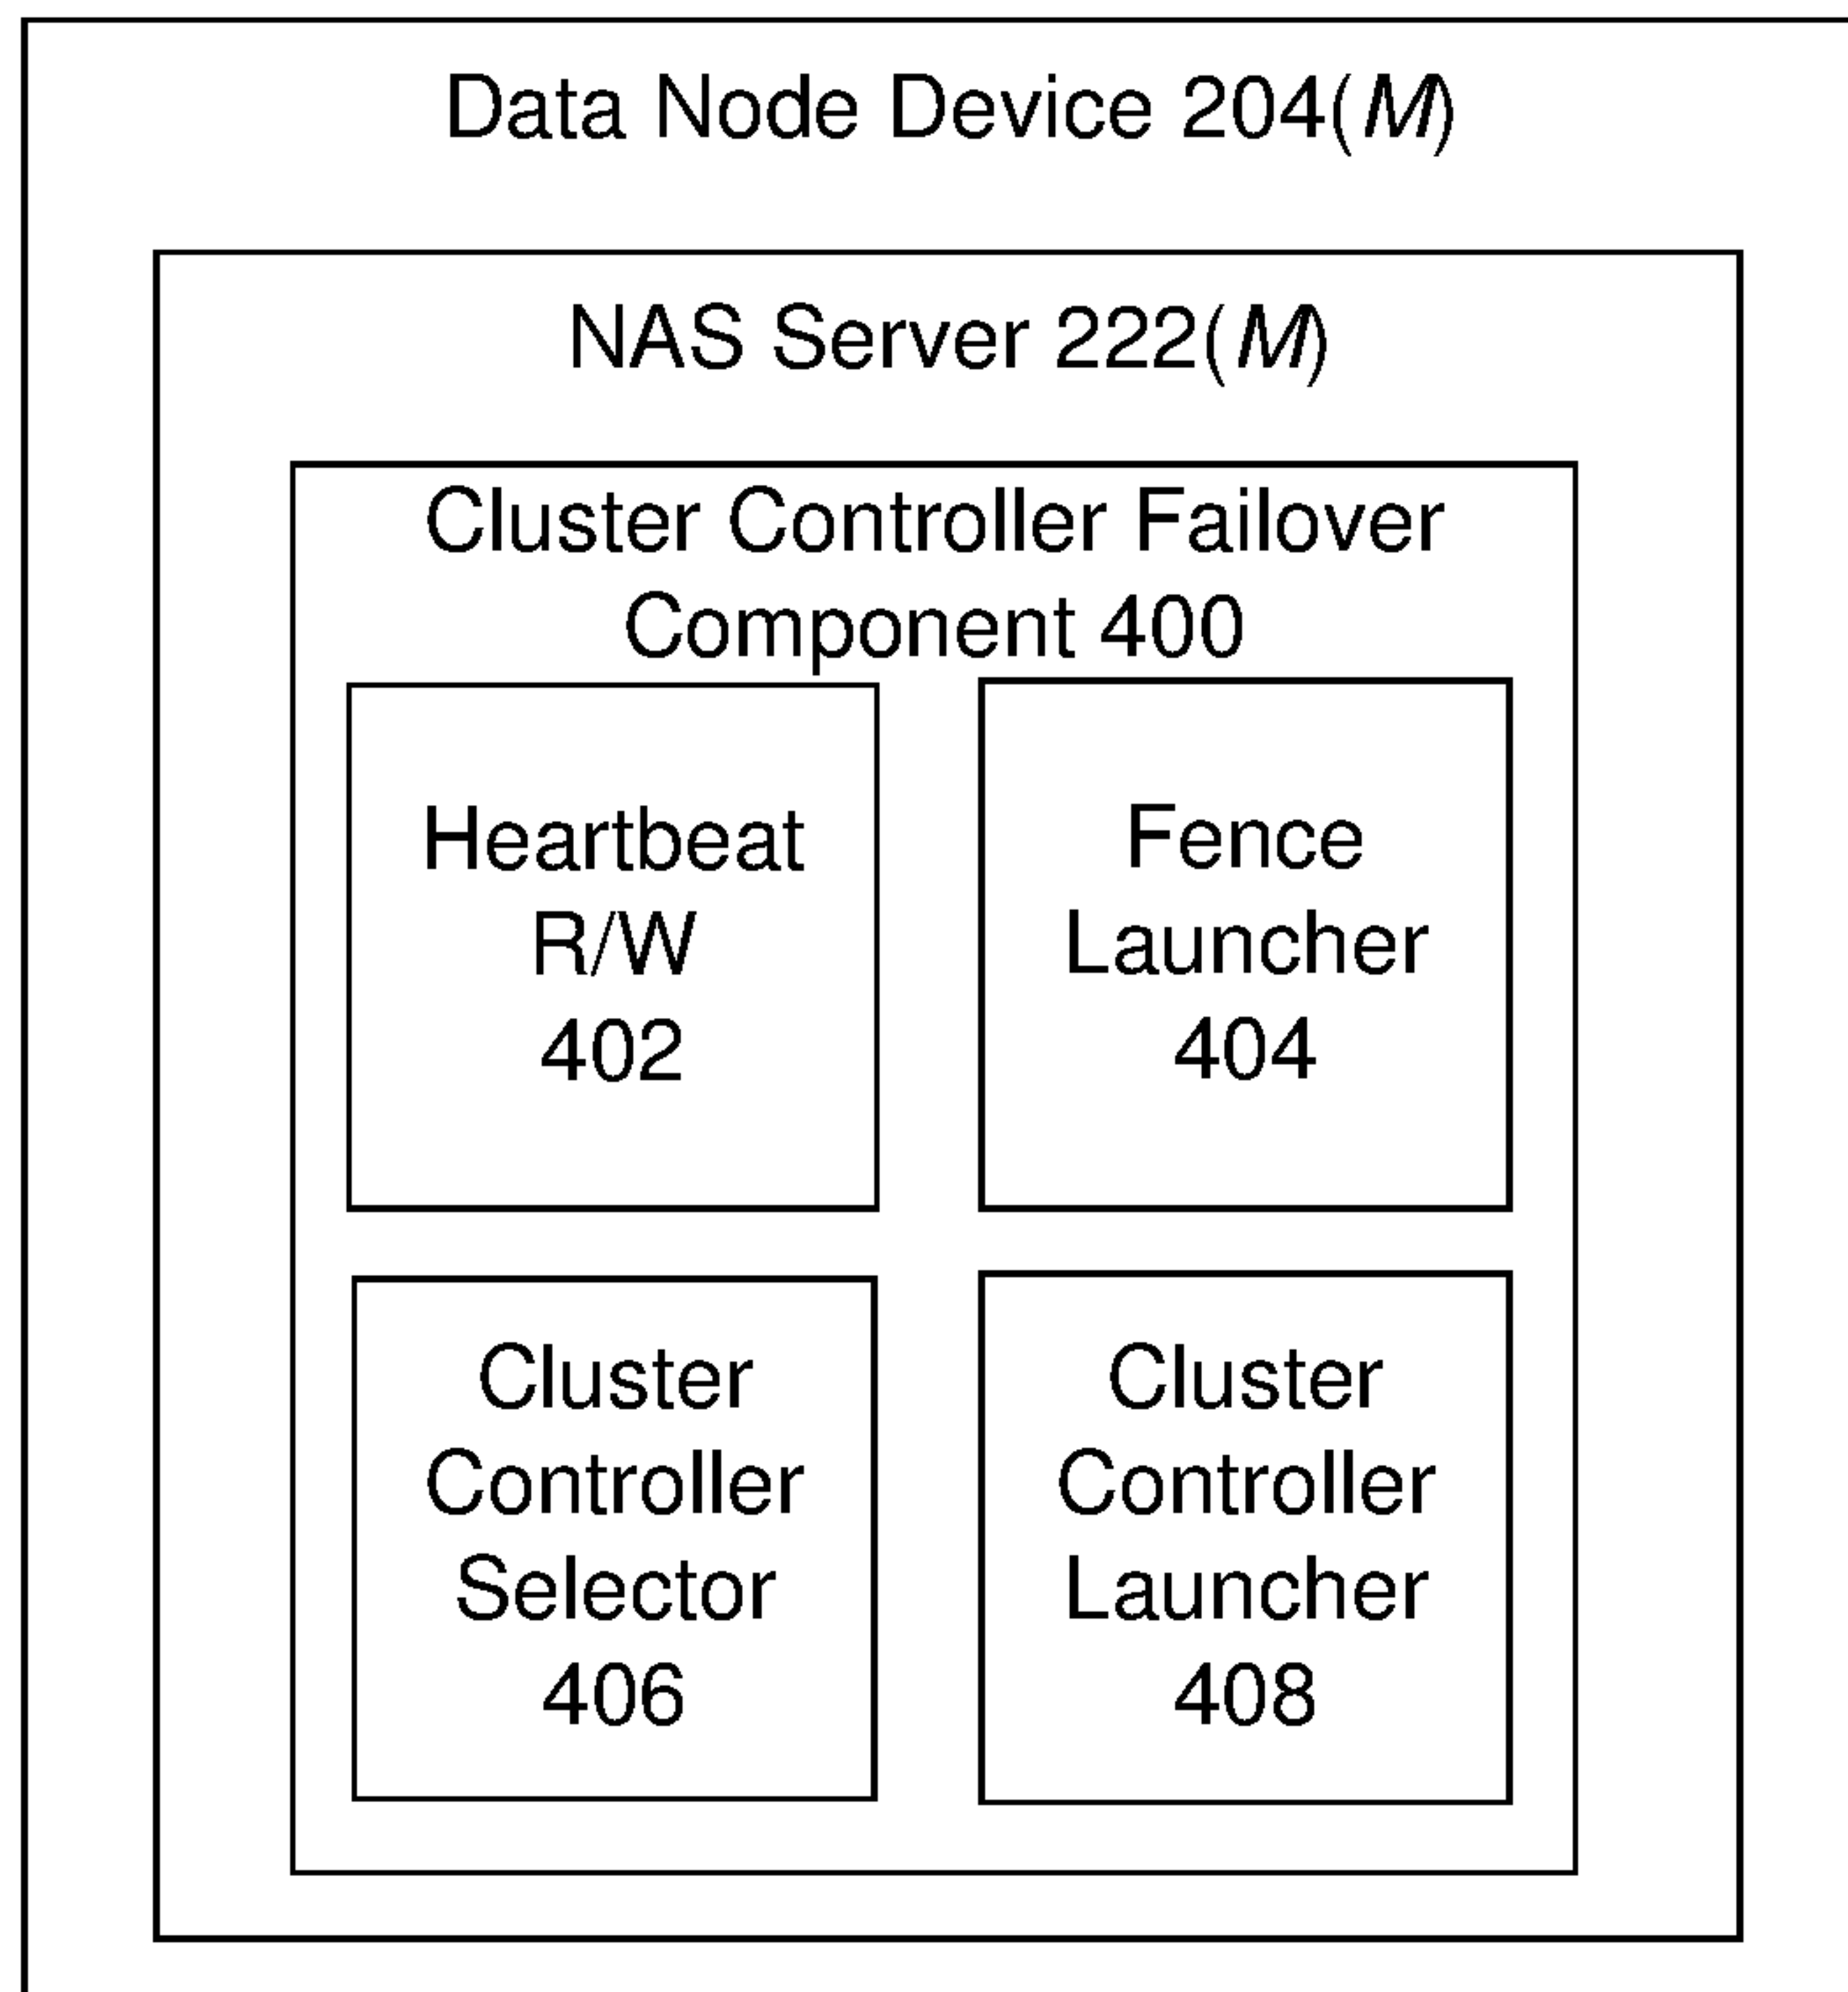 Data Node Device 204(M)
NAS Server 222(M)
Cluster Controller Failover
Component 400
Heartbeat
R/W
402
Fence
Launcher
404
Cluster
Controller
Selector
406
Cluster
Controller
Launcher
408